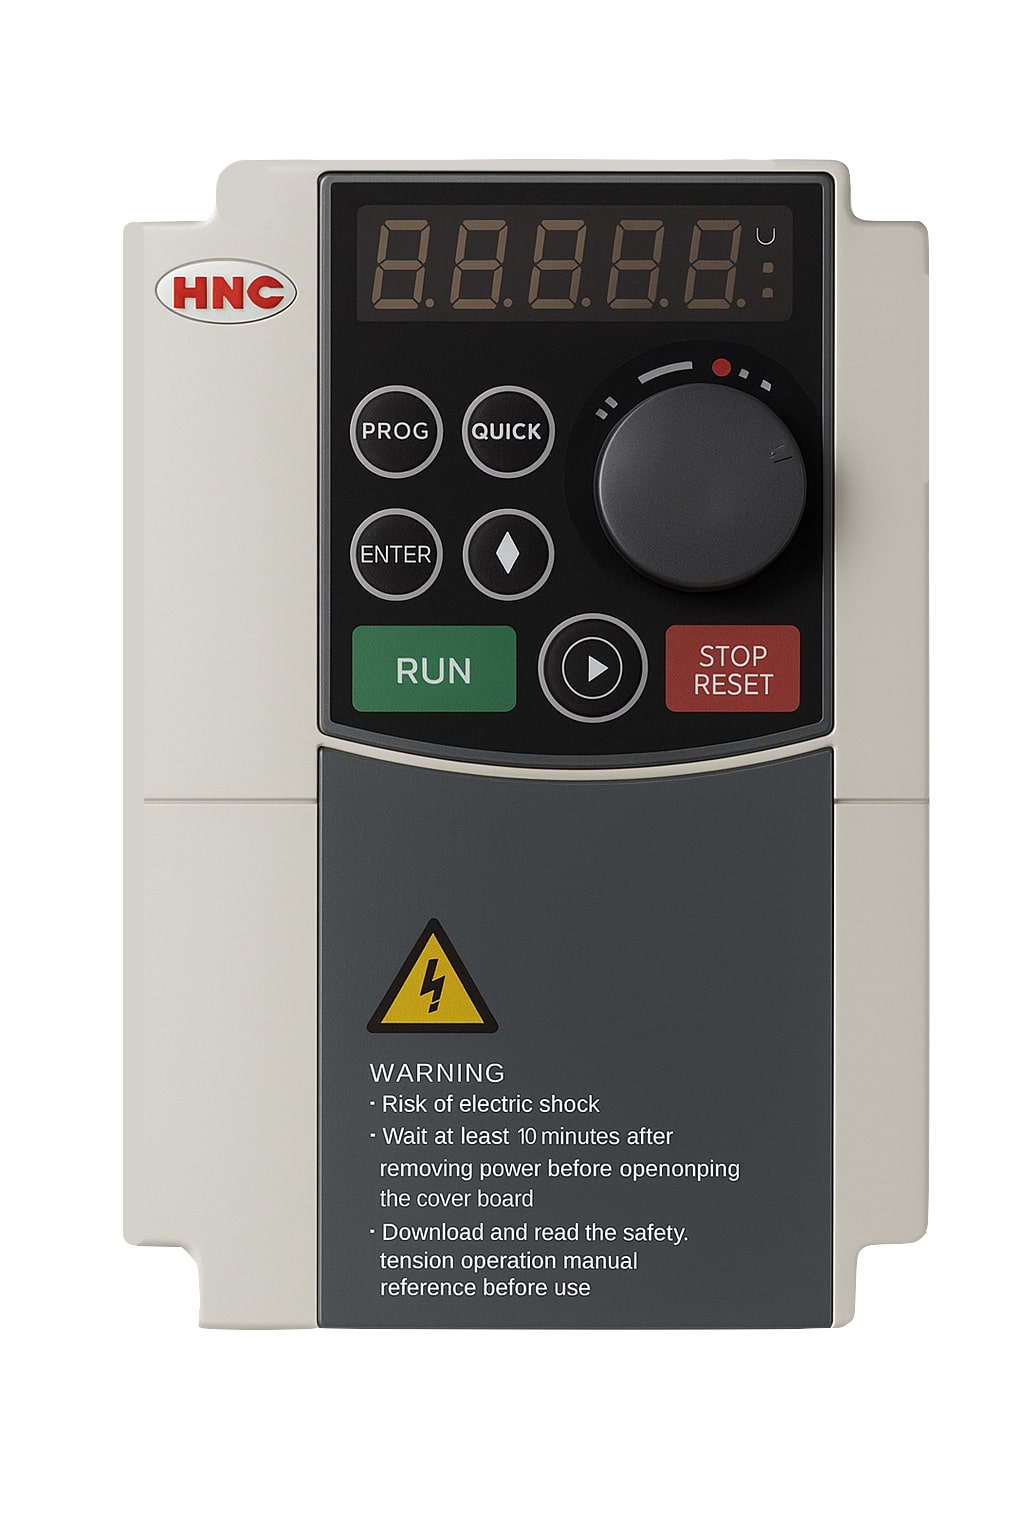 HNC
88888
PROG
QUICK
ENTER
RUN
STOP
RESET
WARNING
· Risk of electric shock
· Wait at least 10 minutes after
removing power before openonping
the cover board
· Download and read the safety.
tension operation manual
reference before use